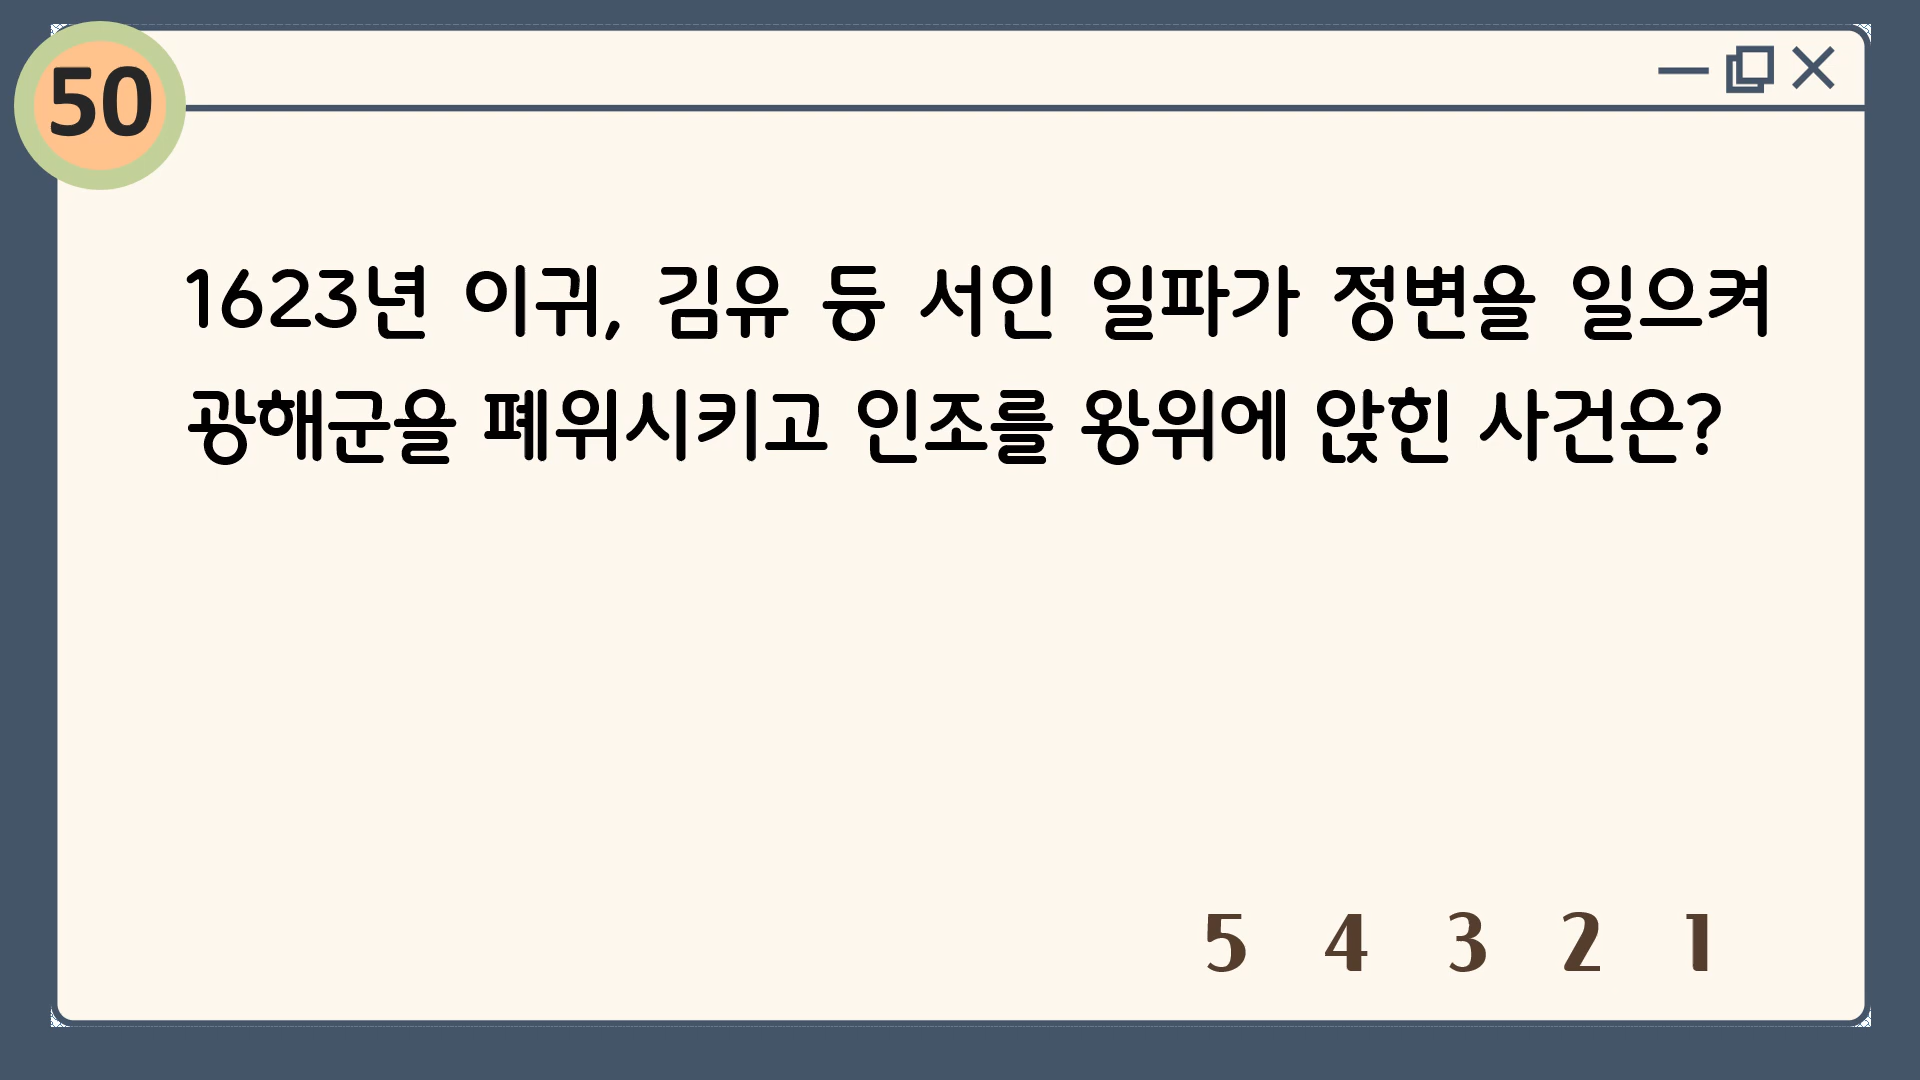 50
1623년 이귀, 김유 등 서인 일파가 정변을 일으켜
광해군을 폐위시키고 인조를 왕위에 앉힌 사건은?
5 4 3 2 1